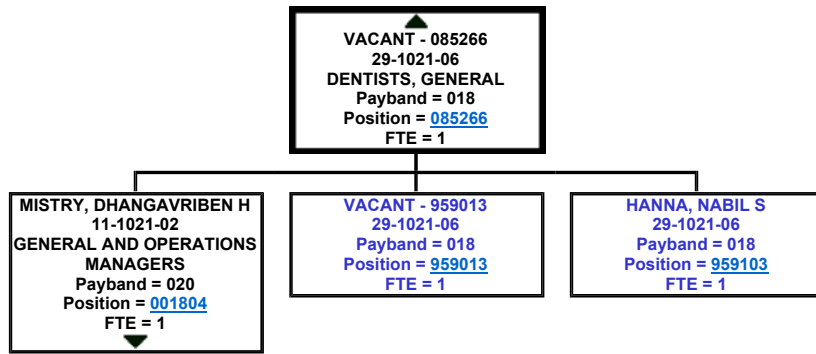 VACANT - 085266
29-1021-06
DENTISTS, GENERAL
Payband = 018
Position = 085266
FTE = 1
MISTRY, DHANGAVRIBEN H
11-1021-02
GENERAL AND OPERATIONS
MANAGERS
Payband = 020
Position = 001804
FTE = 1
VACANT - 959013
29-1021-06
Payband = 018
Position = 959013
FTE = 1
HANNA, NABIL S
29-1021-06
Payband = 018
Position = 959103
FTE = 1